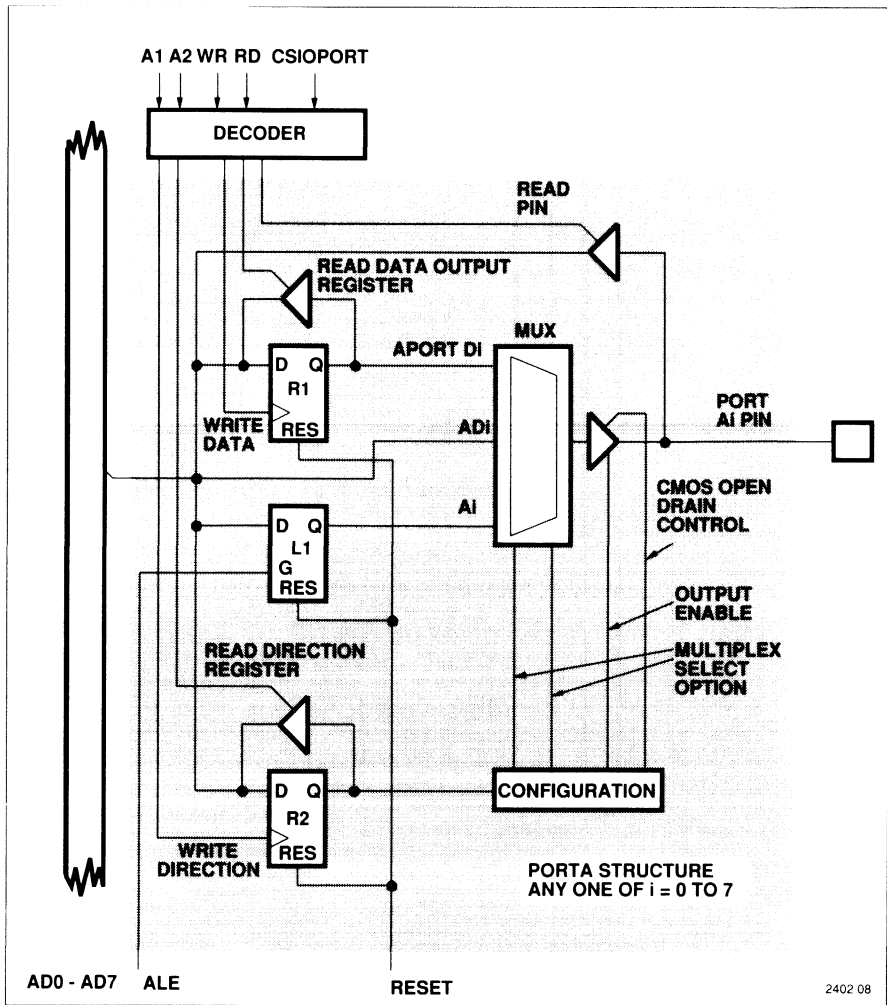 A1 A2 WR RD CSIOPORT
DECODER
READ
PIN
READ DATA OUTPUT
REGISTER
MUX
APORT Di
D Q
R1
RES
WRITE
DATA
ADi
PORT
Ai PIN
CMOS OPEN
DRAIN
CONTROL
Ai
D Q
L1
G
RES
OUTPUT
ENABLE
READ DIRECTION
REGISTER
MULTIPLEX
SELECT
OPTION
D Q
R2
RES
CONFIGURATION
WRITE
DIRECTION
PORTA STRUCTURE
ANY ONE OF i = 0 TO 7
AD0 - AD7 ALE RESET
2402 08